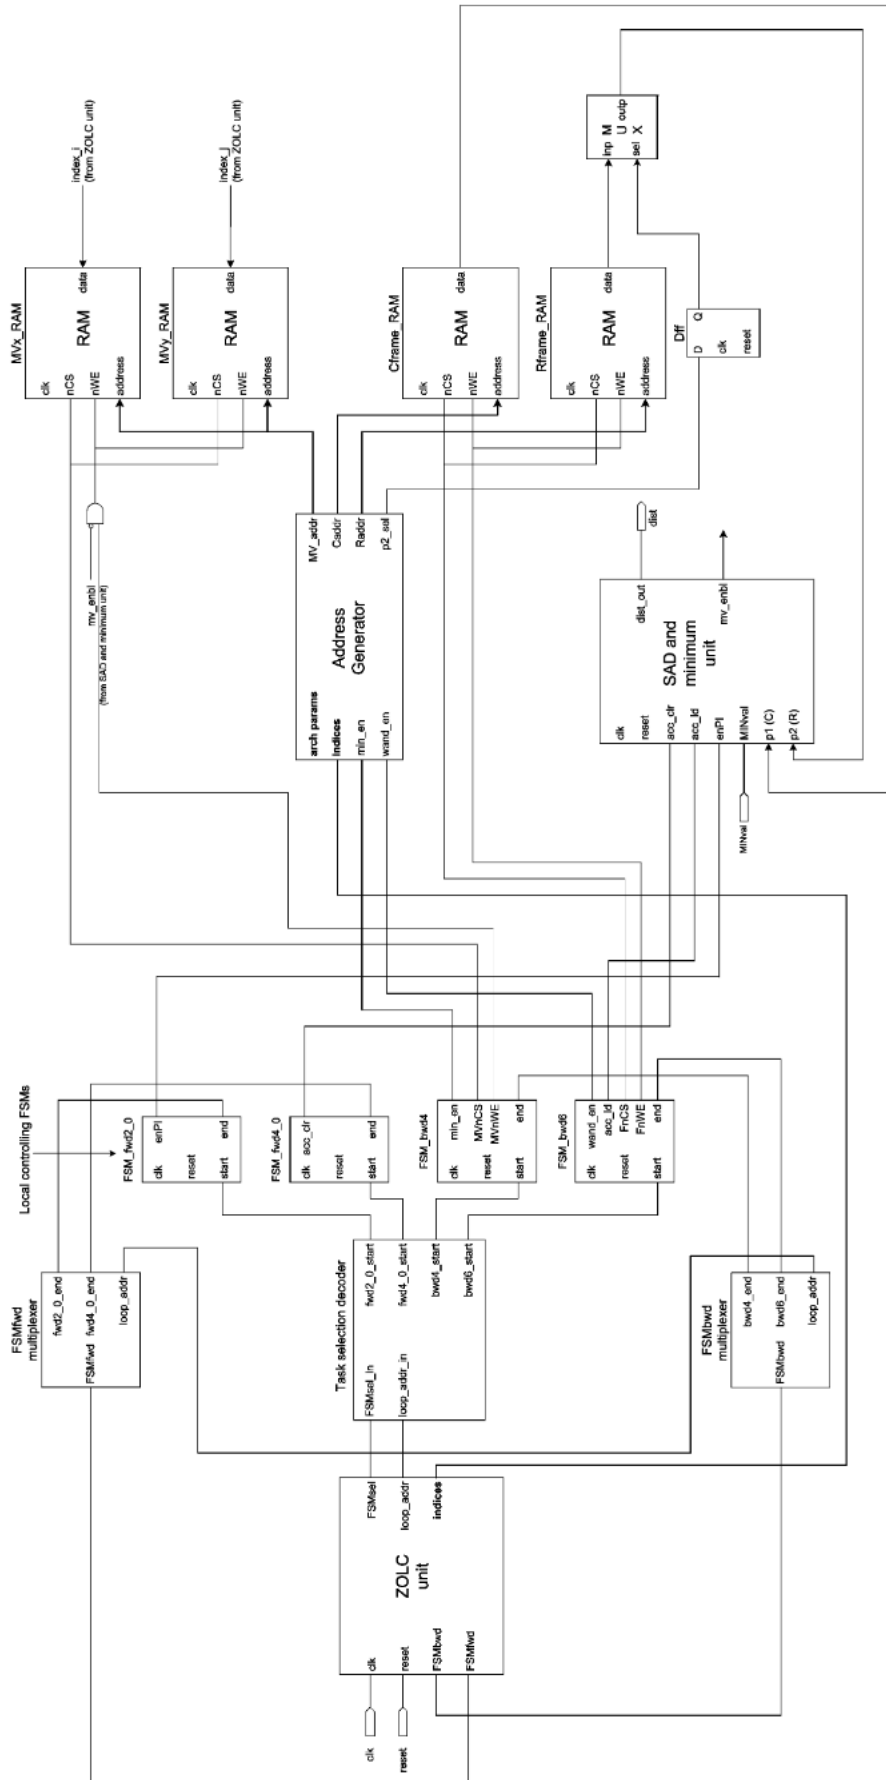 Local controlling FSMs
FSMfwd
multiplexer
FSMfwd
fwd2_0_end
fwd4_0_end
loop_addr
FSM_fwd2_0
clk
enPI
reset
start
end
FSM_fwd4_0
clk
acc_clr
reset
start
end
FSM_bwd4
clk
min_en
reset
MVnCS
MVnWE
start
end
FSM_bwd6
clk
wand_en
acc_ld
reset
FnCS
FnWE
start
end
Task selection decoder
FSMsel_in
loop_addr_in
fwd2_0_start
fwd4_0_start
bwd4_start
bwd6_start
FSMbwd
multiplexer
FSMbwd
bwd4_end
bwd6_end
loop_addr
clk
reset
ZOLC
unit
clk
reset
FSMbwd
FSMfwd
FSMsel
loop_addr
indices
mv_enbl
(from SAD and minimum unit)
Address
Generator
arch params
indices
min_en
wand_en
MV_addr
Caddr
Raddr
p2_sel
MVx_RAM
RAM
clk
nCS
nWE
address
data
index_i
(from ZOLC unit)
MVy_RAM
RAM
clk
nCS
nWE
address
data
index_j
(from ZOLC unit)
Cframe_RAM
RAM
clk
nCS
nWE
address
data
Rframe_RAM
RAM
clk
nCS
nWE
address
data
Dff
D
Q
clk
reset
inp
sel
M
U
X
outp
SAD and
minimum
unit
clk
reset
acc_clr
acc_ld
enPI
MINval
p1 (C)
p2 (R)
dist_out
mv_enbl
dist
MINval